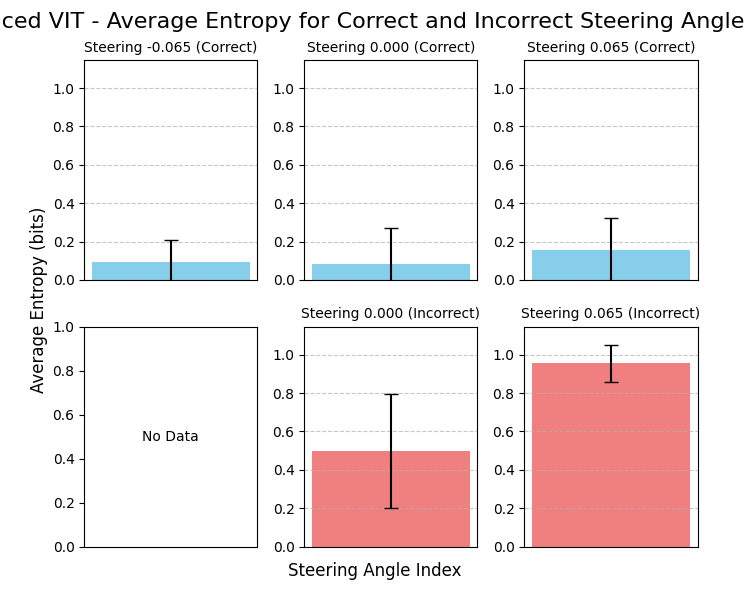 ced VIT - Average Entropy for Correct and Incorrect Steering Angle
Steering -0.065 (Correct) Steering 0.000 (Correct) Steering 0.065 (Correct)
1.0 1.0 1.0
0.8 0.8 0.8
0.6 0.6 0.6
0.4 0.4 0.4
0.2 0.2 0.2
0.0 0.0 0.0
Average Entropy (bits)
Steering 0.000 (Incorrect) Steering 0.065 (Incorrect)
1.0 1.0 1.0
0.8 0.8 0.8
0.6 0.6 0.6
No Data
0.4 0.4 0.4
0.2 0.2 0.2
0.0 0.0 0.0
Steering Angle Index